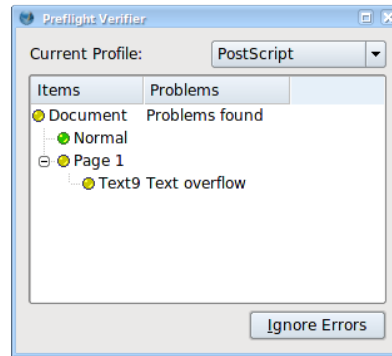 Preflight Verifier
Current Profile: PostScript
Items Problems
Document Problems found
Normal
Page 1
Text9 Text overflow
Ignore Errors